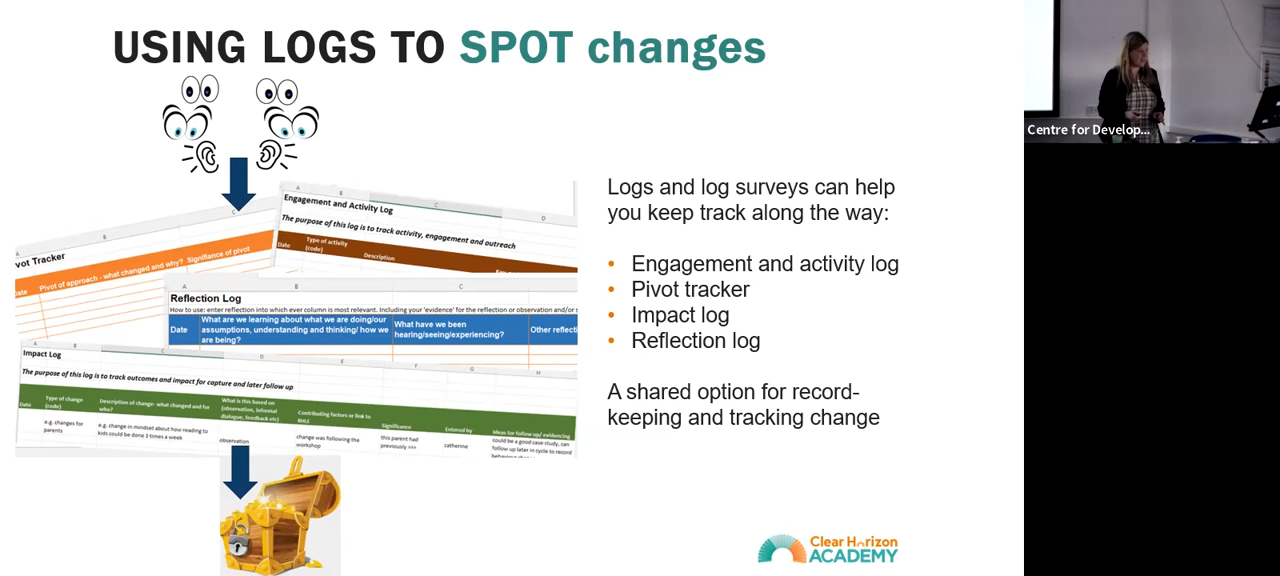 USING LOGS TO SPOT changes
Centre for Develop...
Logs and log surveys can help
you keep track along the way:
• Engagement and activity log
• Pivot tracker
• Impact log
• Reflection log
A shared option for record-
keeping and tracking change
A B C D
Engagement and Activity Log
The purpose of this log is to track activity, engagement and outreach
Date
Type of activity
(code)
Description
B C
vot Tracker
Date
Pivot of approach - what changed and why?
Signifiance of pivot
A B C
Reflection Log
How to use: enter reflection into which ever column is most relevant. Including your 'evidence' for the reflection or observation and/or s
Date
What are we learning about what we are doing/our
assumptions, understanding and thinking/ how we
are being?
What have we been
hearing/seeing/experiencing?
Other reflecti
A B C D E F G H
Impact Log
The purpose of this log is to track outcomes and impact for capture and later follow up
Date
Type of change
(code)
Description of change- what changed and for
who?
What is this based on
(observation, informal
dialogue, feedback etc)
Contributing factors or link to
Significance
Entered by
Ideas for follow up/ evidencing
e.g. changes for
parents
e.g. change in mindset about how reading to
kids could be done 3 times a week
observation
change was following the
workshop
this parent had
previously >>>
catherine
could be a good case study, can
follow up later in cycle to record
Clear Horizon
ACADEMY